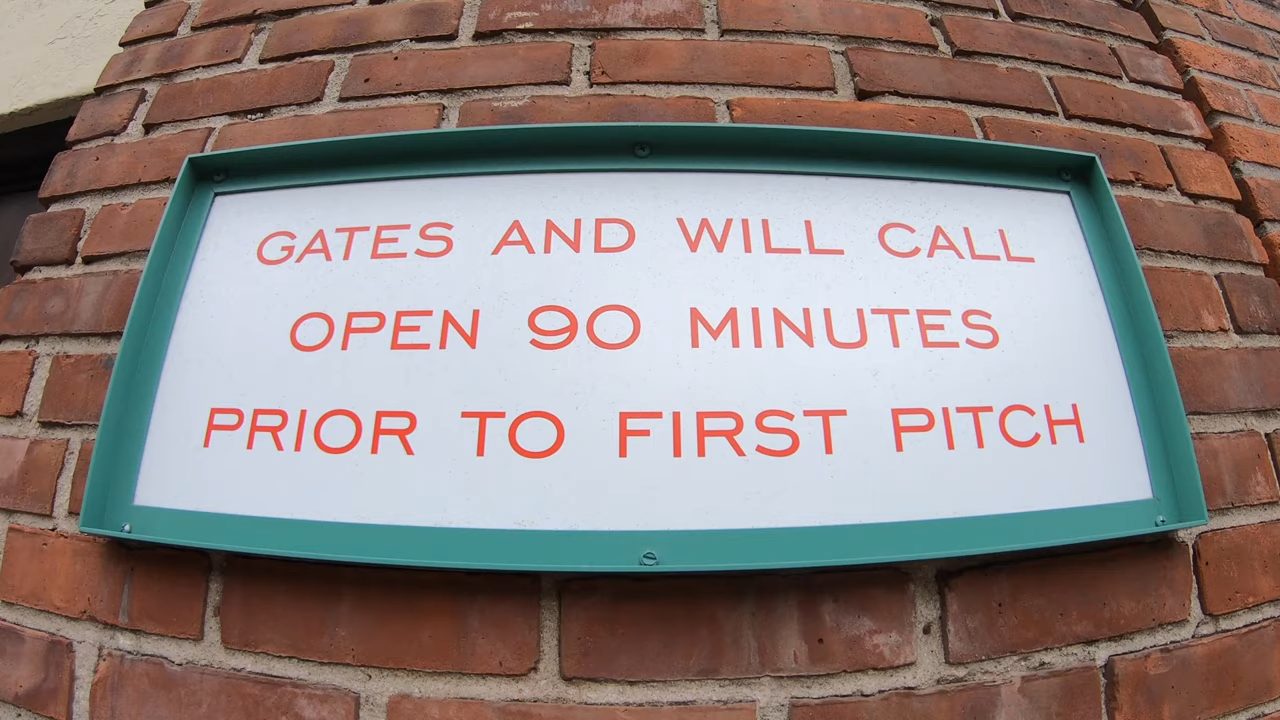 GATES AND WILL CALL
OPEN 90 MINUTES
PRIOR TO FIRST PITCH